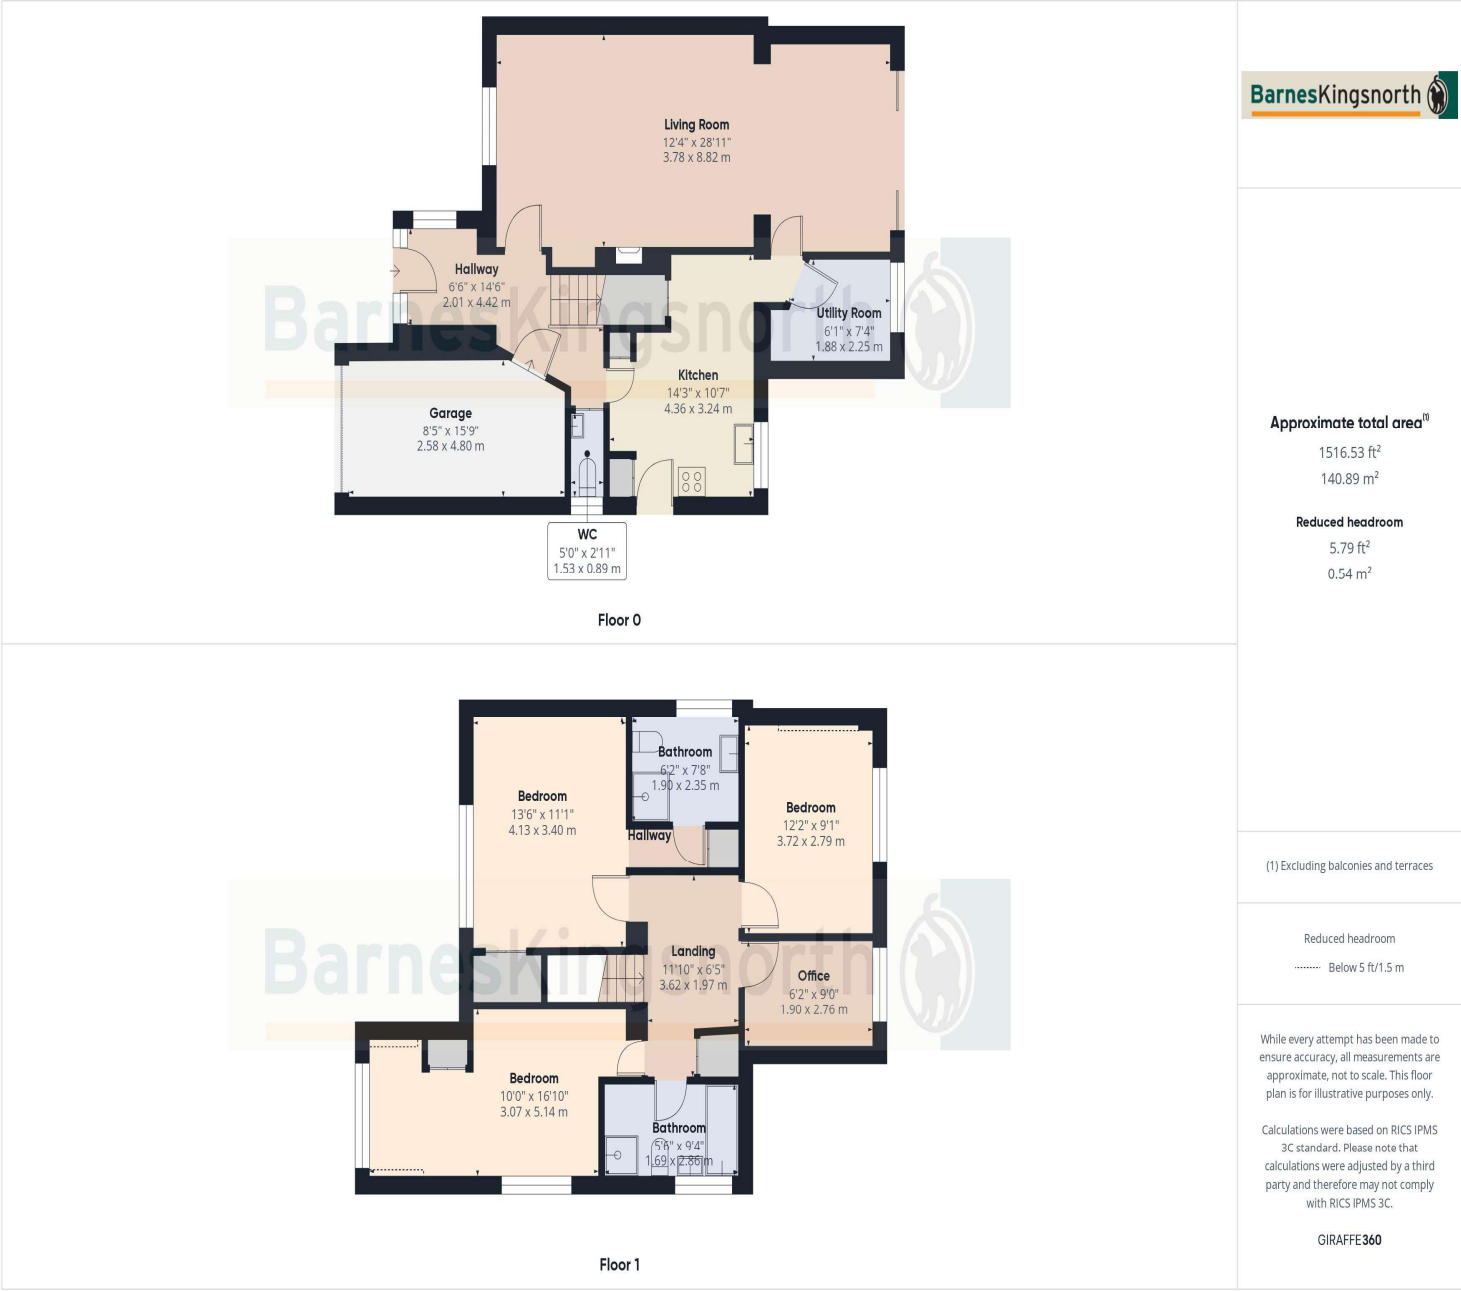 BarnesKingsnorth
Living Room
12'4" x 28'11"
3.78 x 8.82 m
Hallway
6'6" x 14'6"
2.01 x 4.42 m
BarnesKingsnorth
Utility Room
6'1" x 7'4"
1.88 x 2.25 m
Kitchen
14'3" x 10'7"
4.36 x 3.24 m
Garage
8'5" x 15'9"
2.58 x 4.80 m
WC
5'0" x 2'11"
1.53 x 0.89 m
Floor 0
Approximate total area(1)
1516.53 ft²
140.89 m²
Reduced headroom
5.79 ft²
0.54 m²
Bathroom
6'2" x 7'8"
1.90 x 2.35 m
Bedroom
13'6" x 11'1"
4.13 x 3.40 m
Bedroom
12'2" x 9'1"
3.72 x 2.79 m
Hallway
BarnesKingsnorth
Landing
11'10" x 6'5"
3.62 x 1.97 m
Office
6'2" x 9'0"
1.90 x 2.76 m
Bedroom
10'0" x 16'10"
3.07 x 5.14 m
Bathroom
5'6" x 9'4"
1.69 x 2.86 m
Floor 1
(1) Excluding balconies and terraces
Reduced headroom
Below 5 ft/1.5 m
While every attempt has been made to
ensure accuracy, all measurements are
approximate, not to scale. This floor
plan is for illustrative purposes only.
Calculations were based on RICS IPMS
3C standard. Please note that
calculations were adjusted by a third
party and therefore may not comply
with RICS IPMS 3C.
GIRAFFE360